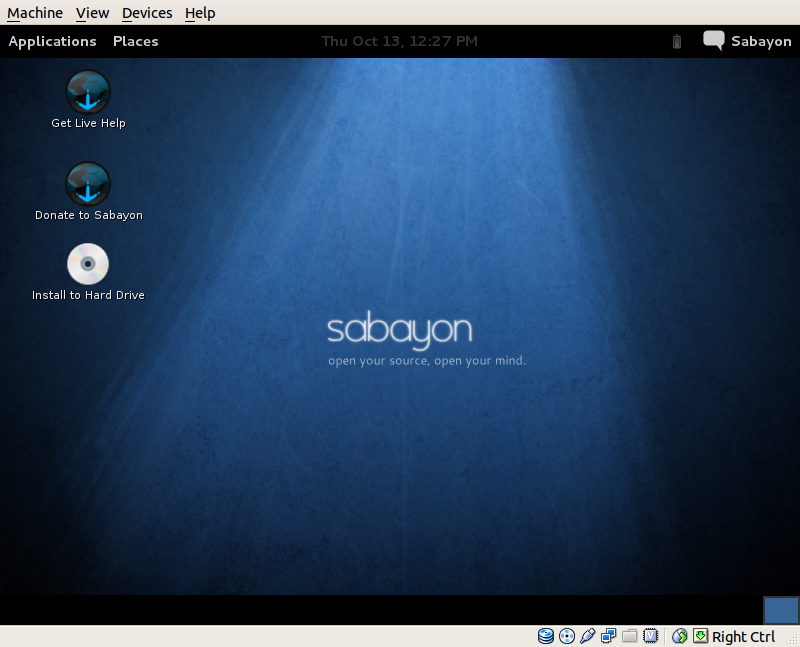 Machine View Devices Help
Applications Places Thu Oct 13, 12:27 PM Sabayon
Get Live Help
Donate to Sabayon
Install to Hard Drive
sabayon
open your source, open your mind.
Right Ctrl